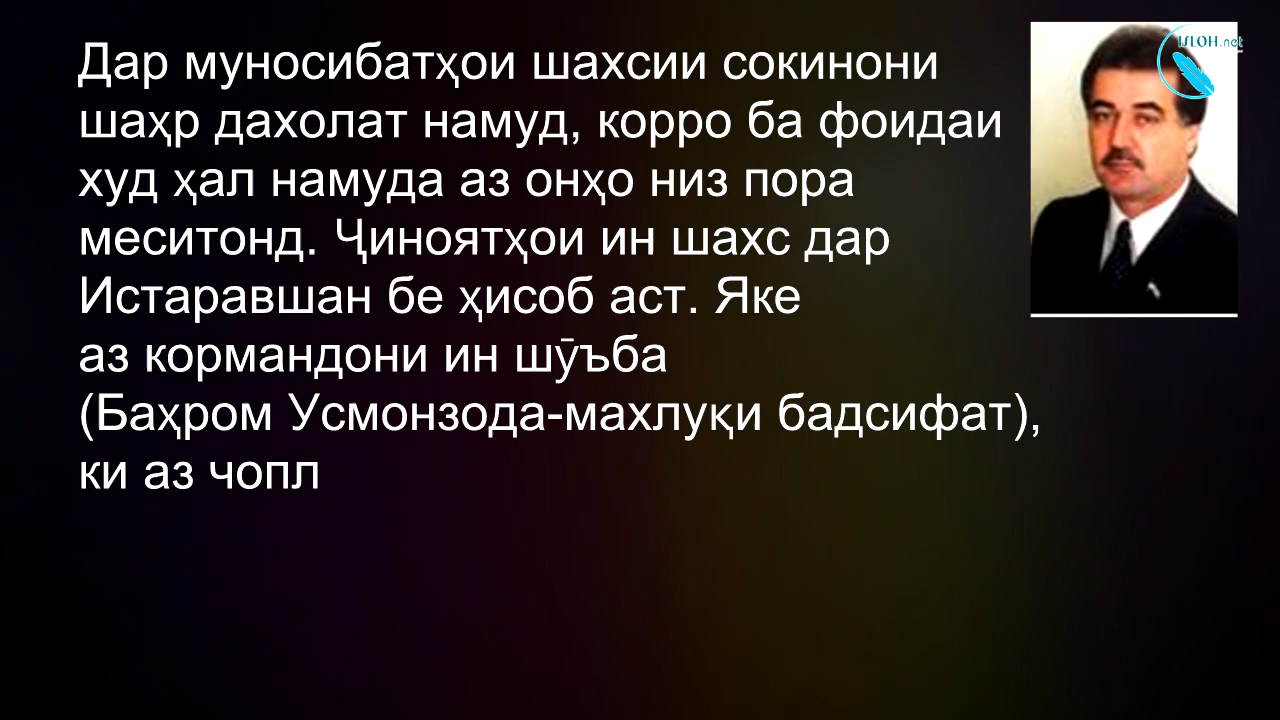 Дар муносибатҳои шахсии сокинони
шаҳр дахолат намуд, корро ба фоидаи
худ ҳал намуда аз онҳо низ пора
меситонд. Ҷиноятҳои ин шахс дар
Истаравшан бе ҳисоб аст. Яке
аз кормандони ин шӯъба
(Баҳром Усмонзода-махлуқи бадсифат),
ки аз чопл
ISLOH.net